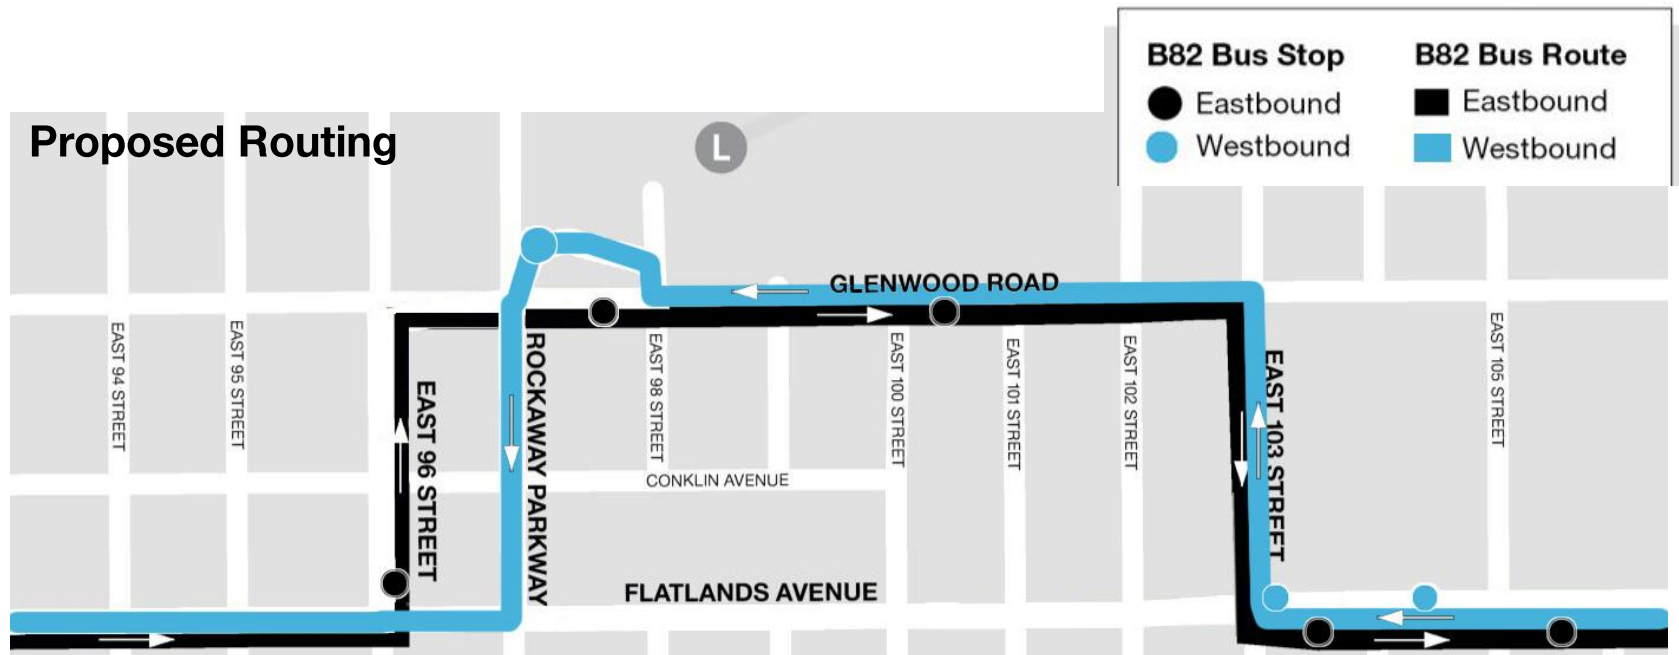 B82 Bus Stop
B82 Bus Route
Eastbound
Eastbound
Westbound
Westbound
Proposed Routing
L
GLENWOOD ROAD
EAST 94 STREET
EAST 95 STREET
EAST 96 STREET
ROCKAWAY PARKWAY
EAST 98 STREET
EAST 100 STREET
EAST 101 STREET
EAST 102 STREET
EAST 103 STREET
EAST 105 STREET
CONKLIN AVENUE
FLATLANDS AVENUE